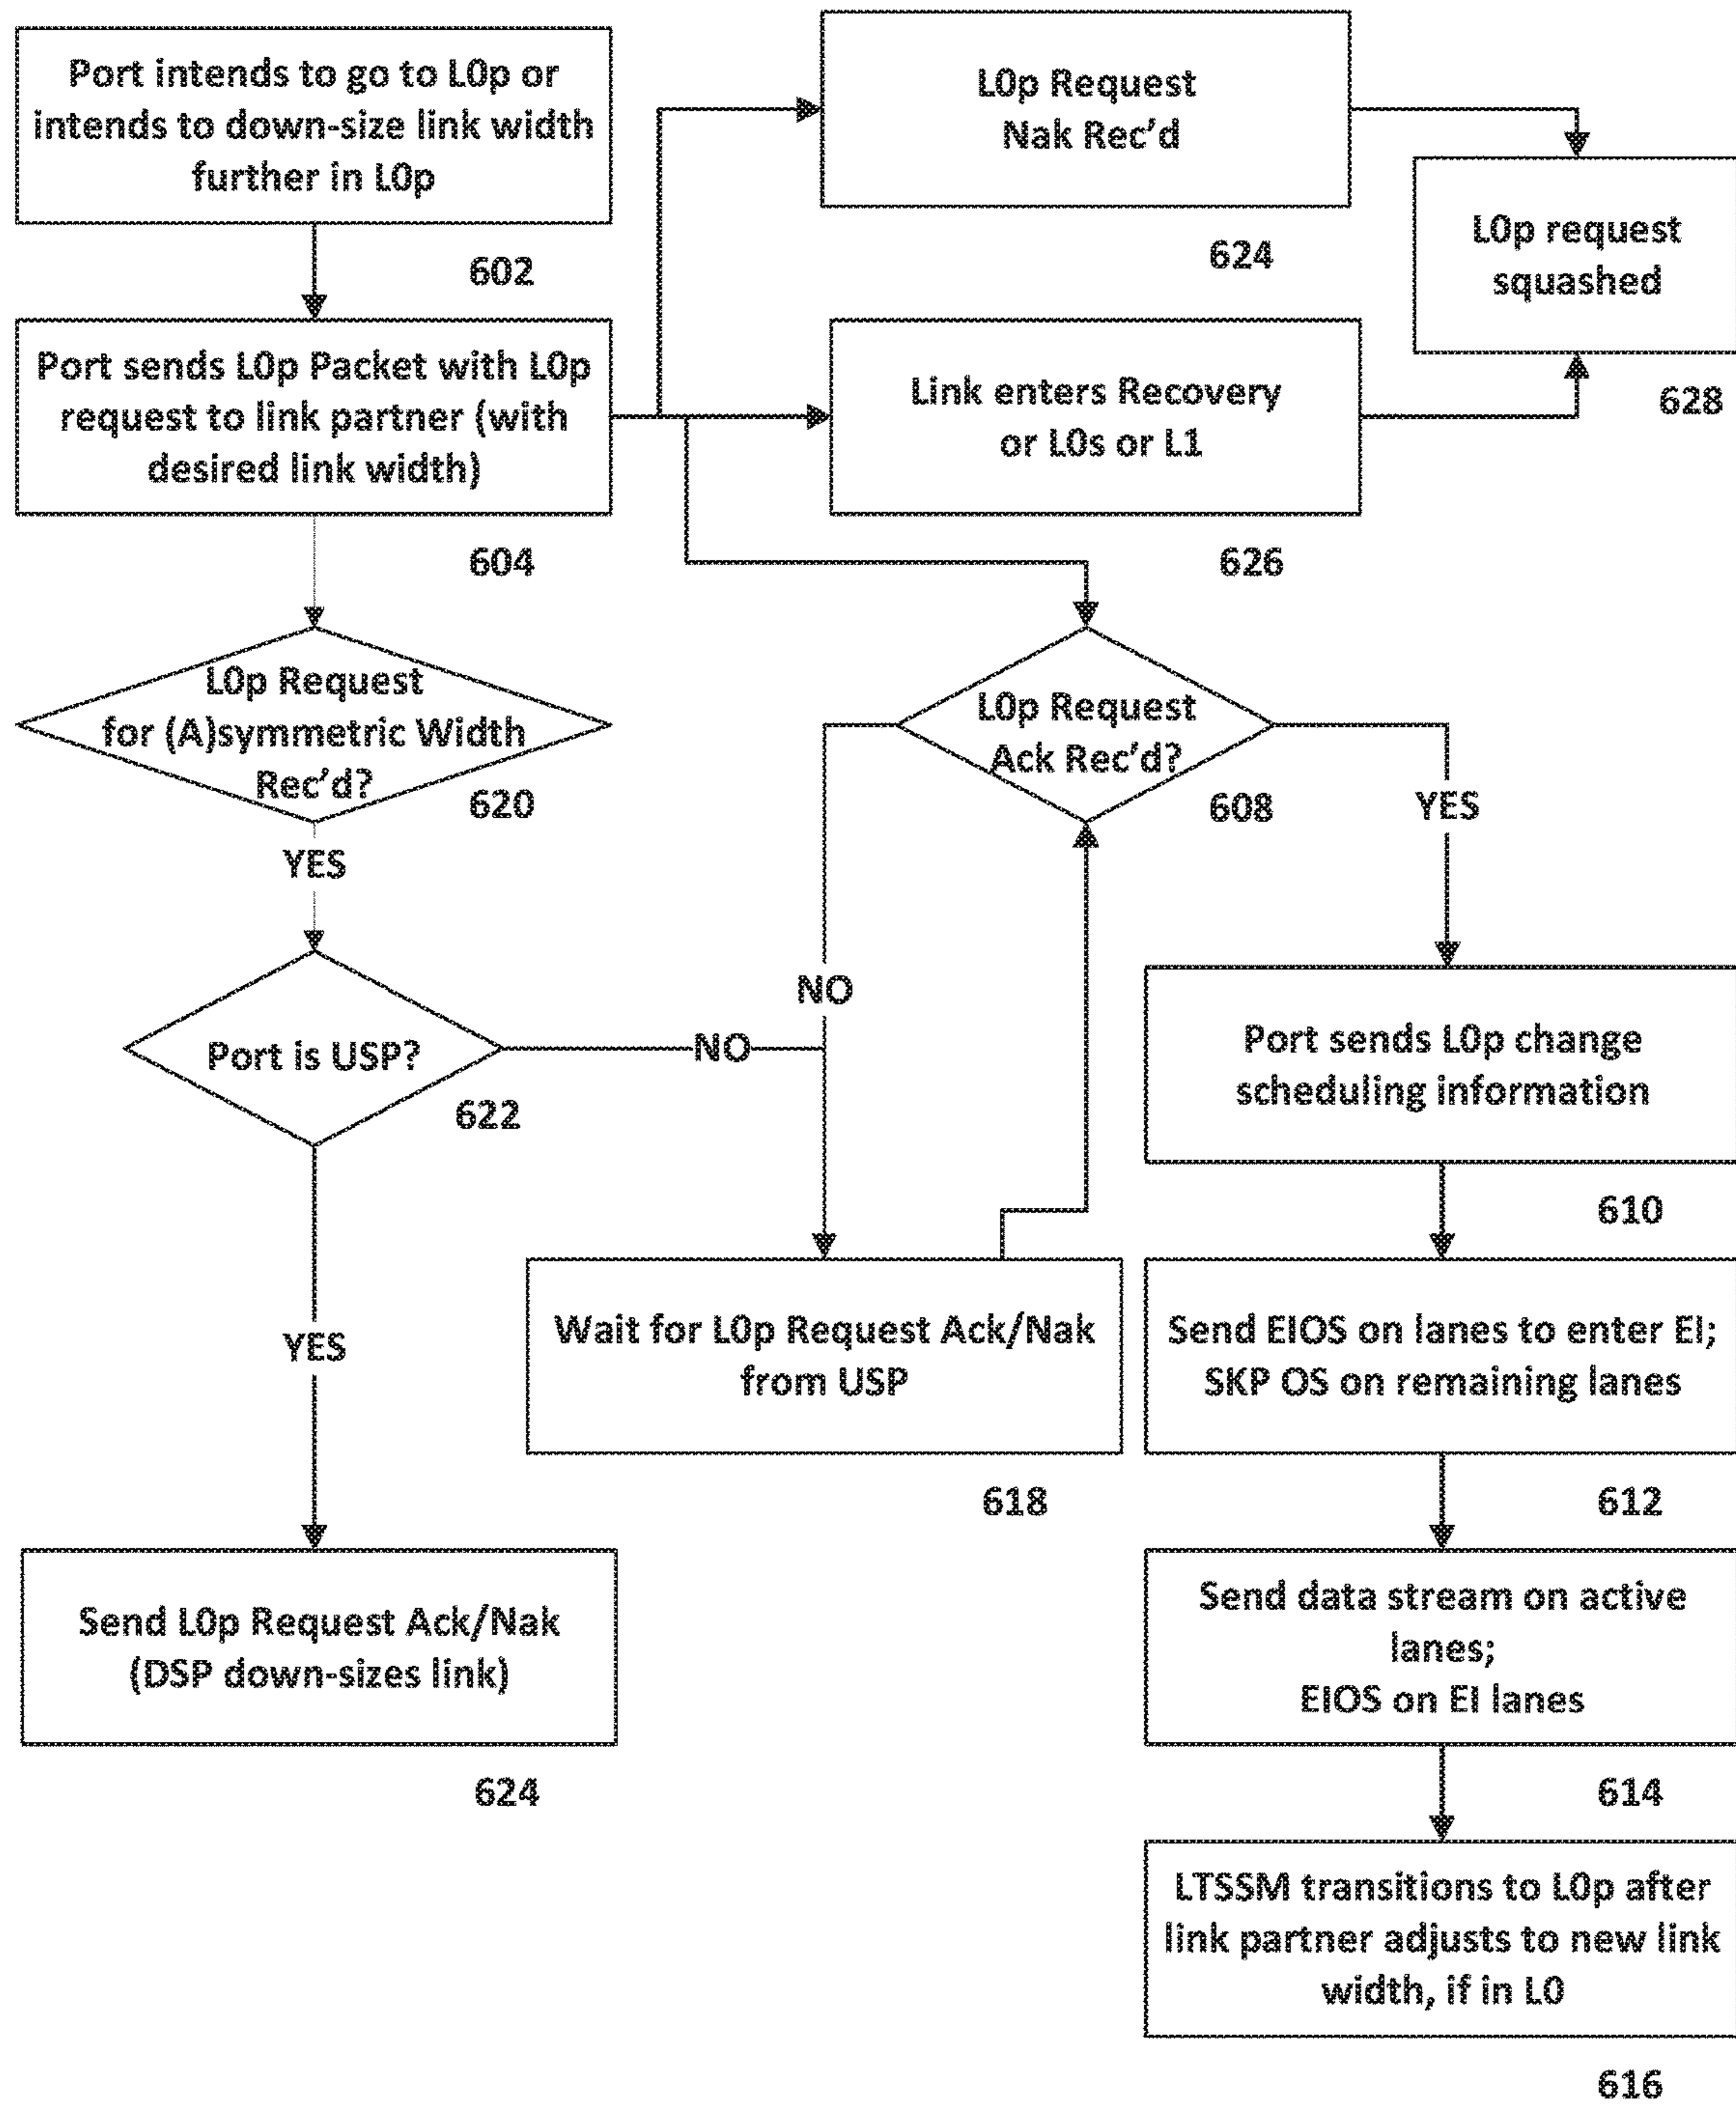 Port intends to go to L0p or
intends to down-size link width
further in L0p
602
Port sends L0p Packet with L0p
request to link partner (with
desired link width)
604
L0p Request
Nak Rec'd
624
L0p request
squashed
628
Link enters Recovery
or L0s or L1
626
L0p Request
for (A)symmetric Width
Rec'd?
620
YES
L0p Request
Ack Rec'd?
608
YES
NO
Port is USP?
622
NO
YES
Port sends L0p change
scheduling information
610
Wait for L0p Request Ack/Nak
from USP
618
Send EIOS on lanes to enter EI;
SKP OS on remaining lanes
612
Send L0p Request Ack/Nak
(DSP down-sizes link)
624
Send data stream on active
lanes;
EIOS on EI lanes
614
LTSSM transitions to L0p after
link partner adjusts to new link
width, if in L0
616